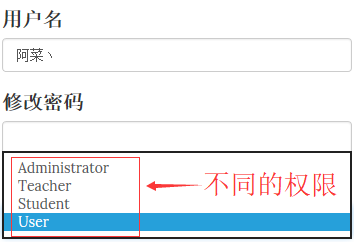 用户名
阿菜丶
修改密码
Administrator
Teacher
不同的权限
Student
User